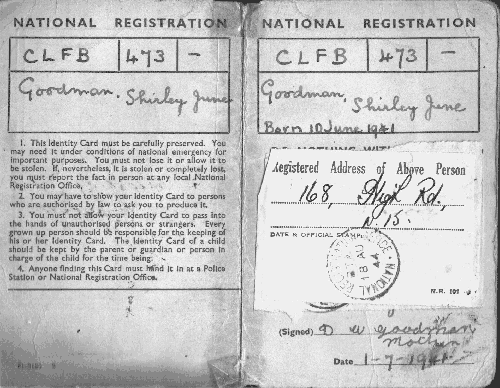 NATIONAL REGISTRATION
CLFB 473 —
Goodman, Shirley June
1. This Identity Card must be carefully preserved. You
may need it under conditions of national emergency for
important purposes. You must not lose it or allow it to
be stolen. If, nevertheless, it is stolen or completely lost,
you must report the fact in person at any local National
Registration Office.
2. You may have to show your Identity Card to persons
who are authorised by law to ask you to produce it.
3. You must not allow your Identity Card to pass into
the hands of unauthorised persons or strangers. Every
grown up person should be responsible for the keeping of
his or her Identity Card. The Identity Card of a child
should be kept by the parent or guardian or person in
charge of the child for the time being.
4. Anyone finding this Card must hand it in at a Police
Station or National Registration Office.
NATIONAL REGISTRATION
CLFB 473 —
Goodman, Shirley June
Born 10 June 1941
NOTHING
Registered Address of Above Person
168, High Rd,
N 15.
DATE & OFFICIAL STAMP
NATIONAL
8
44
N.R.
(Signed) D W Goodman
Mother
Date 1-7-1941